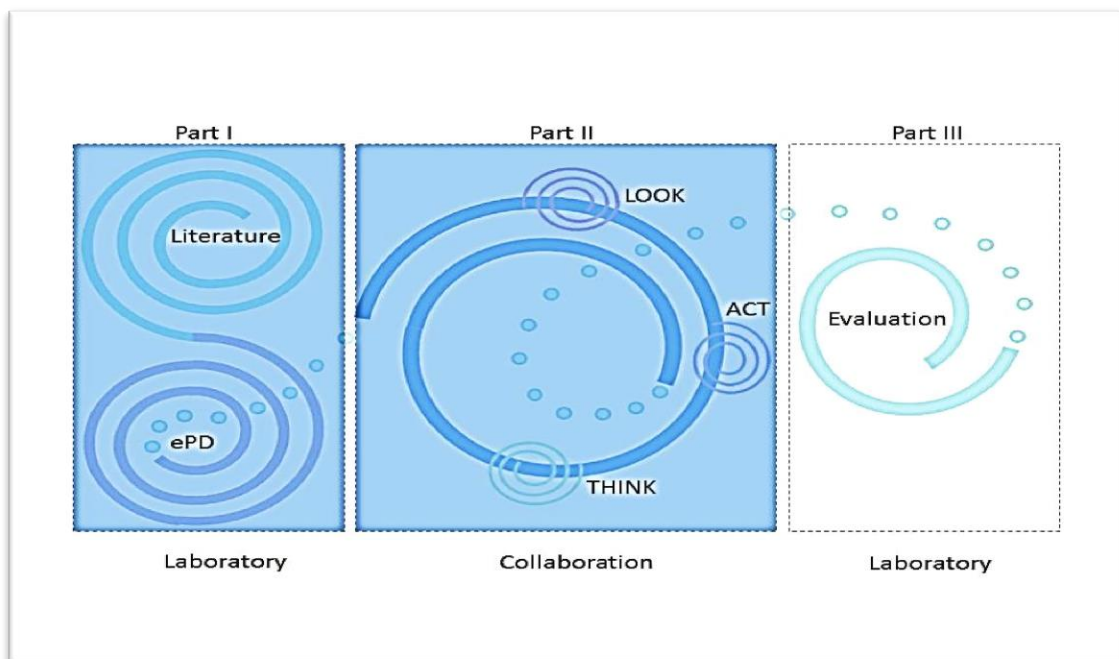 Part I
Part II
Part III
LOOK
Literature
ACT
Evaluation
ePD
THINK
Laboratory
Collaboration
Laboratory